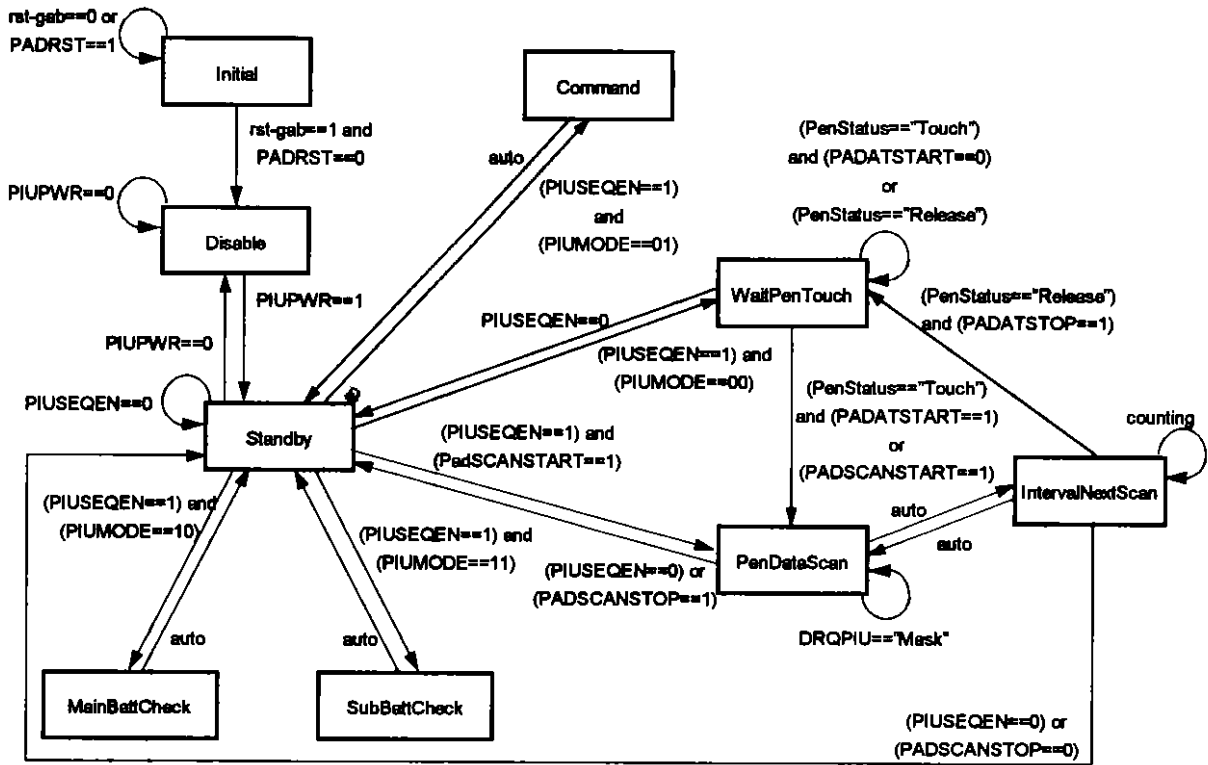 rst-gab==0 or
PADRST==1
Initial
Command
rst-gab==1 and
PADRST==0
auto
(PIUSEQEN==1)
and
(PIUMODE==01)
(PenStatus=="Touch")
and (PADATSTART==0)
or
(PenStatus=="Release")
PIUPWR==0
Disable
PIUPWR==1
PIUPWR==0
WaitPenTouch
PIUSEQEN==0
(PIUSEQEN==1) and
(PIUMODE==00)
(PenStatus=="Release")
and (PADATSTOP==1)
PIUSEQEN==0
Standby
(PIUSEQEN==1) and
(PadSCANSTART==1)
(PenStatus=="Touch")
and (PADATSTART==1)
or
(PADSCANSTART==1)
counting
IntervalNextScan
(PIUSEQEN==1) and
(PIUMODE==10)
(PIUSEQEN==1) and
(PIUMODE==11)
auto
auto
PenDataScan
(PIUSEQEN==0) or
(PADSCANSTOP==1)
DRQPIU=="Mask"
auto
auto
MainBattCheck
SubBattCheck
(PIUSEQEN==0) or
(PADSCANSTOP==0)